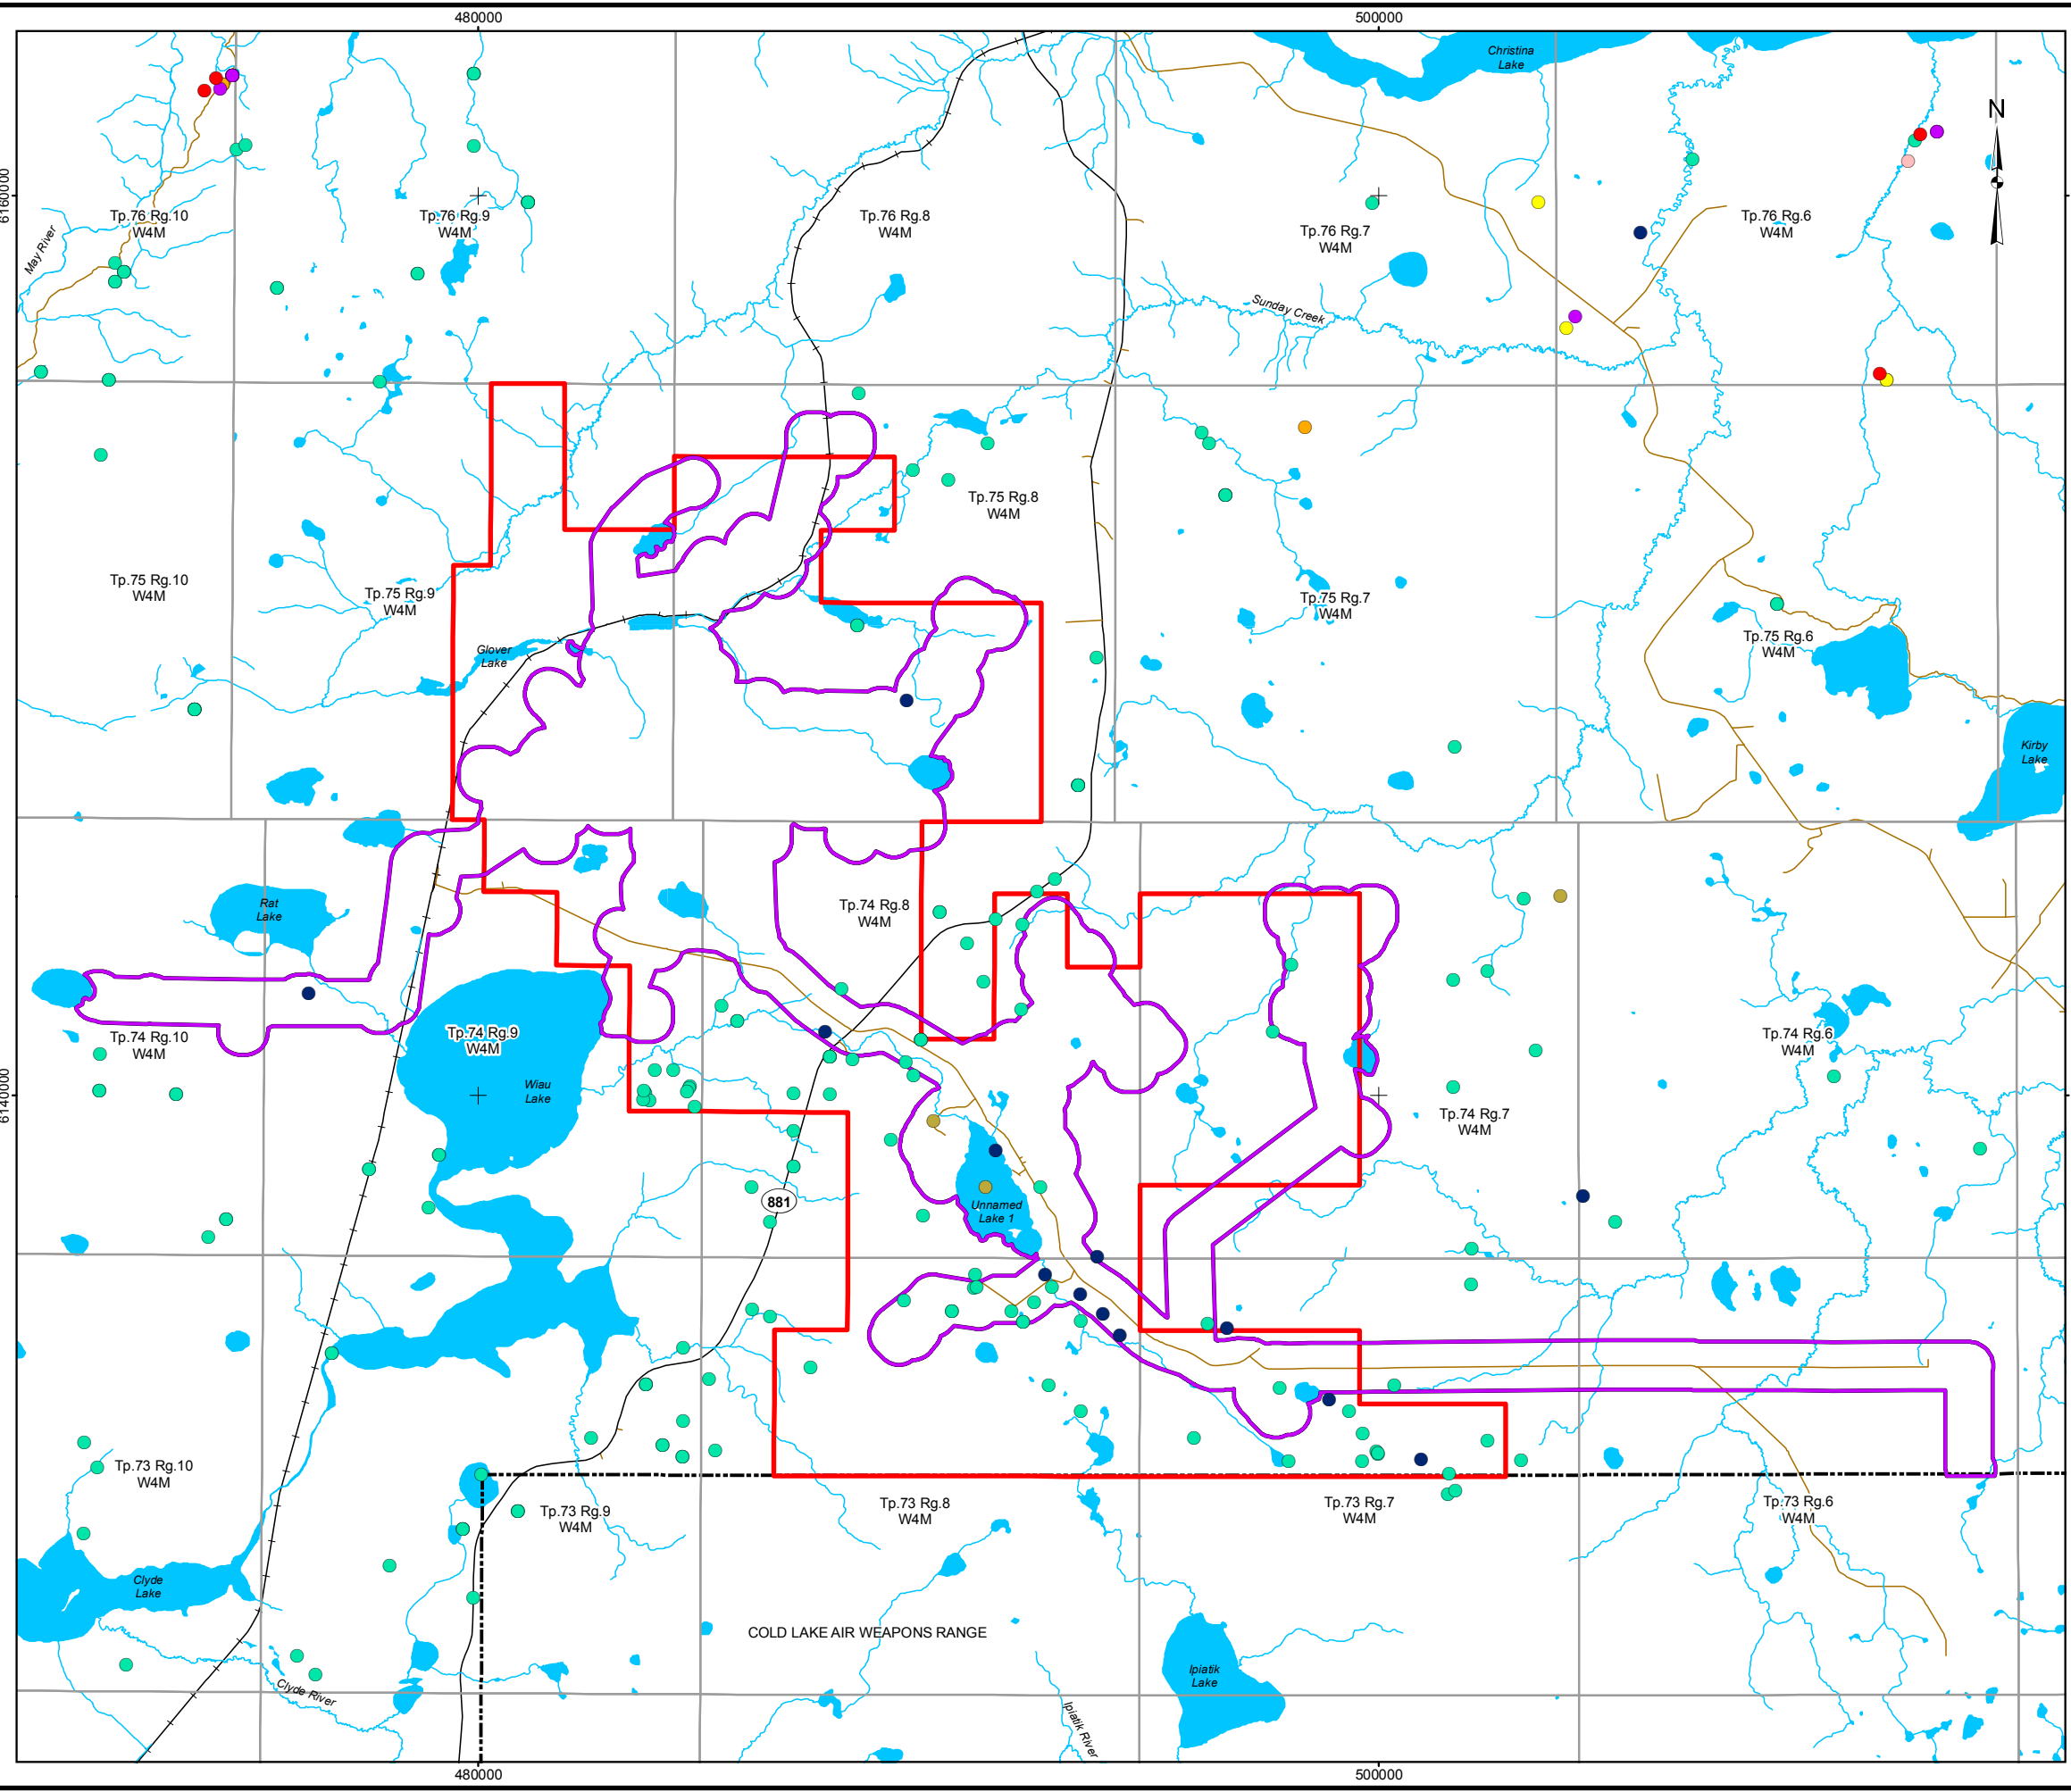 480000
500000
Christina
Lake
N
6160000
Tp.76 Rg.10
W4M
Tp.76 Rg.9
W4M
Tp.76 Rg.8
W4M
Tp.76 Rg.7
W4M
Tp.76 Rg.6
W4M
May River
Sunday Creek
Tp.75 Rg.8
W4M
Tp.75 Rg.10
W4M
Tp.75 Rg.9
W4M
Tp.75 Rg.7
W4M
Tp.75 Rg.6
W4M
Glover
Lake
Kirby
Lake
Rat
Lake
Tp.74 Rg.8
W4M
Tp.74 Rg.10
W4M
Tp.74 Rg.9
W4M
Tp.74 Rg.6
W4M
6140000
Wiau
Lake
Tp.74 Rg.7
W4M
881
Unnamed
Lake 1
Tp.73 Rg.10
W4M
Tp.73 Rg.9
W4M
Tp.73 Rg.8
W4M
Tp.73 Rg.7
W4M
Tp.73 Rg.6
W4M
Clyde
Lake
COLD LAKE AIR WEAPONS RANGE
Ipiatik
Lake
Clyde River
Ipiatik River
480000
500000